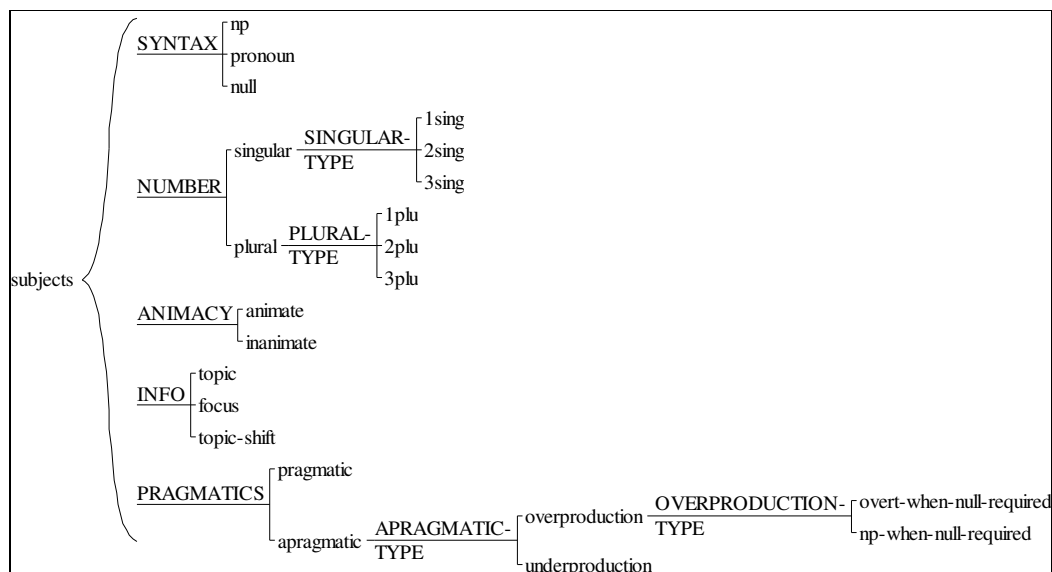 np
SYNTAX
pronoun
null
1sing
SINGULAR-
singular
2sing
TYPE
3sing
NUMBER
1plu
PLURAL-
plural
2plu
TYPE
3plu
subjects
animate
ANIMACY
inanimate
topic
INFO
focus
topic-shift
pragmatic
PRAGMATICS
overt-when-null-required
OVERPRODUCTION-
overproduction
TYPE
np-when-null-required
APRAGMATIC-
apragmatic
TYPE
underproduction